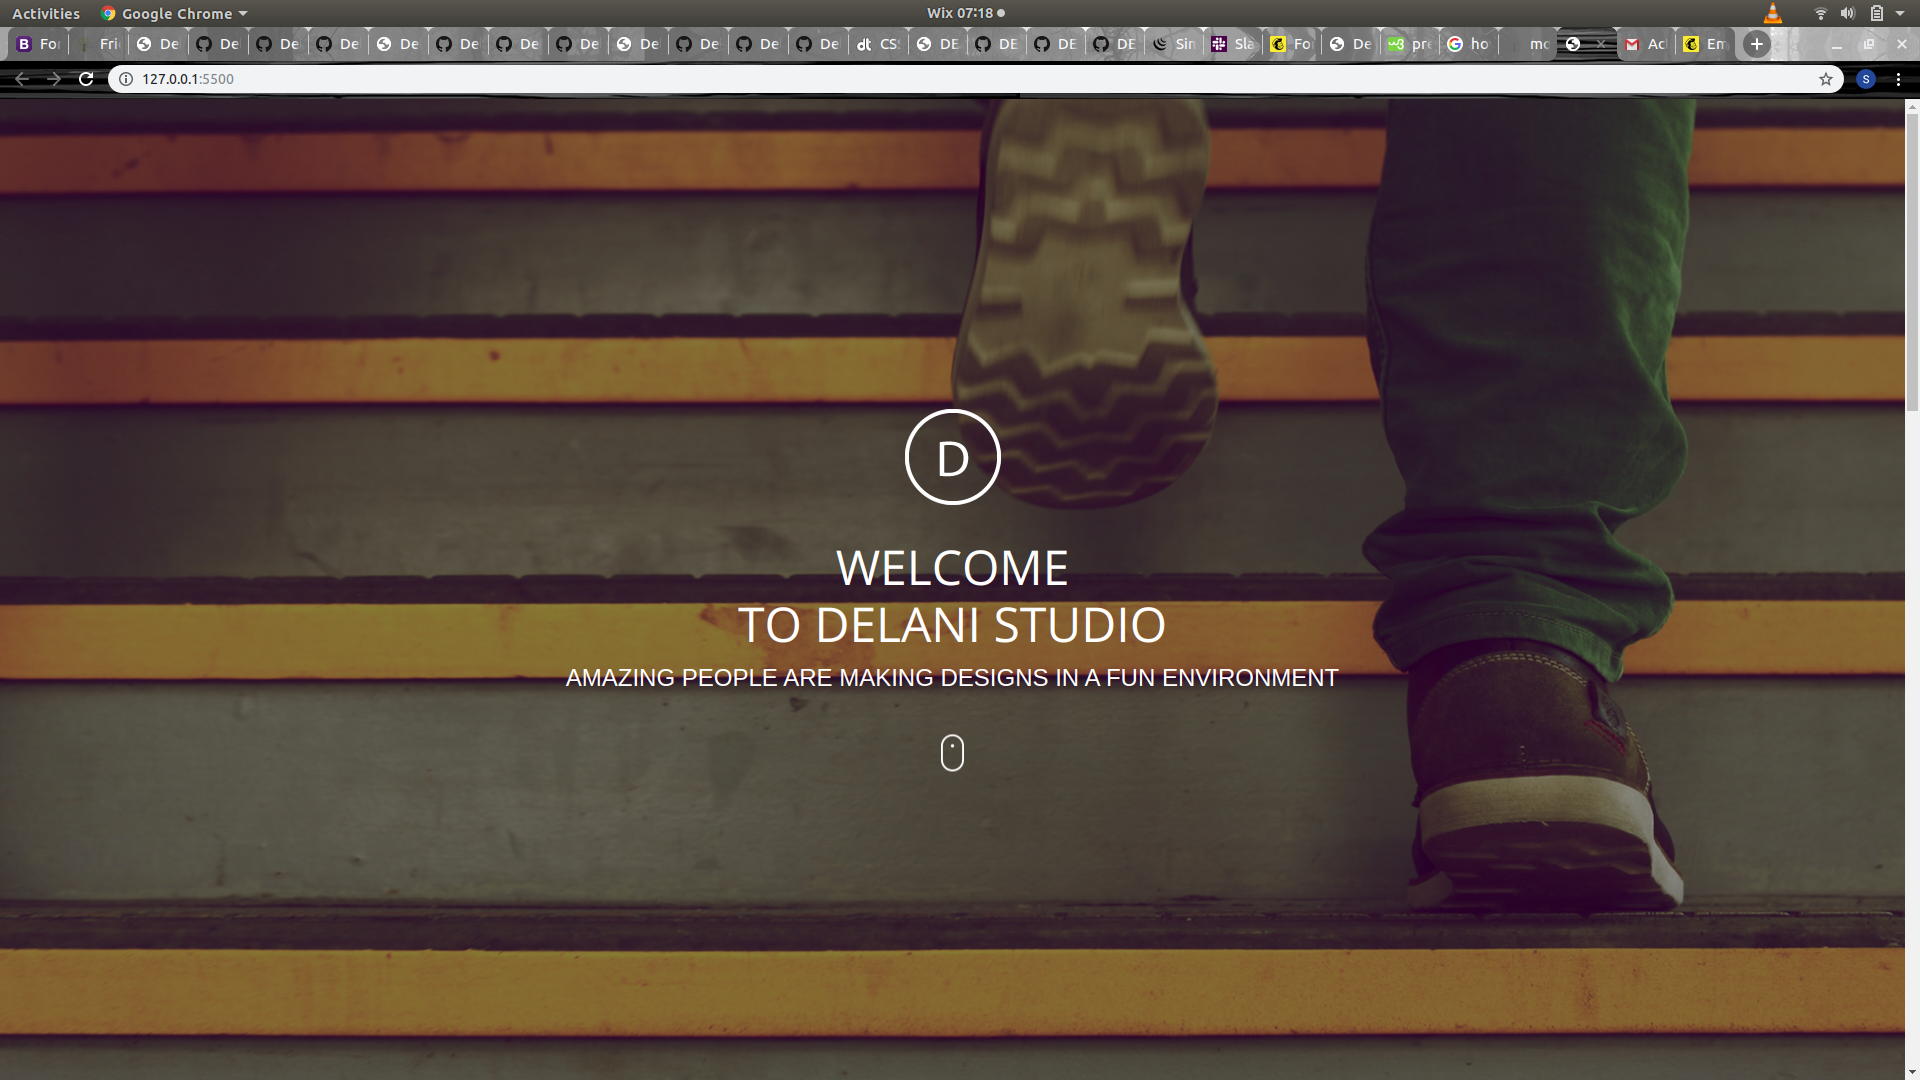 Activities Google Chrome Wix 07:18
For Fri De De De De De De De De De De De De CS DE DE DE DE Sin Sla Fo De pre ho mo Ac Em
127.0.0.1:5500 S
D
WELCOME
TO DELANI STUDIO
AMAZING PEOPLE ARE MAKING DESIGNS IN A FUN ENVIRONMENT